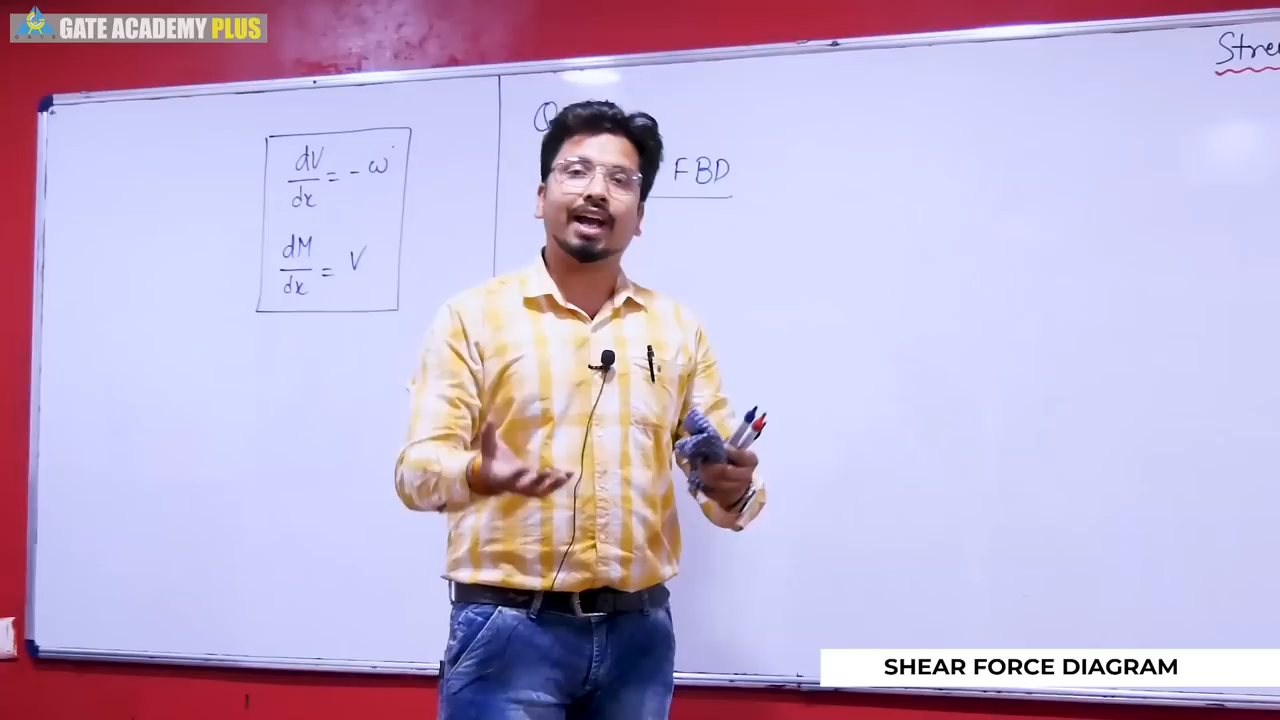 GATE ACADEMY PLUS
dV/dx = - ω
dM/dx = V
FBD
SHEAR FORCE DIAGRAM